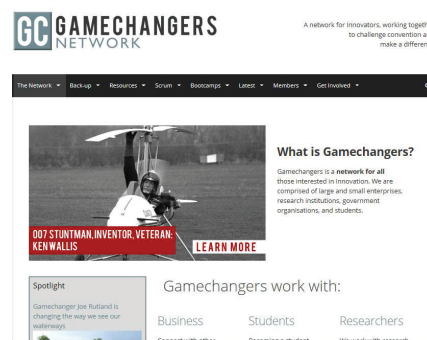 GC GAMECHANGERS
NETWORK
A network for Innovators, working
to challenge convention
make a
The Network Back-up Resources Scrum Bootcamps Latest Members Get Involved
007 STUNTMAN, INVENTOR, VETERAN:
KEN WALLIS
LEARN MORE
What is Gamechangers?
Gamechangers is a network for all
those interested in Innovation. We are
comprised of large and small enterprises,
research institutions, government
organisations, and students.
Spotlight
Gamechanger Joe Rutland is
changing the way we see our
waterways
Gamechangers work with:
Business
Students
Researchers